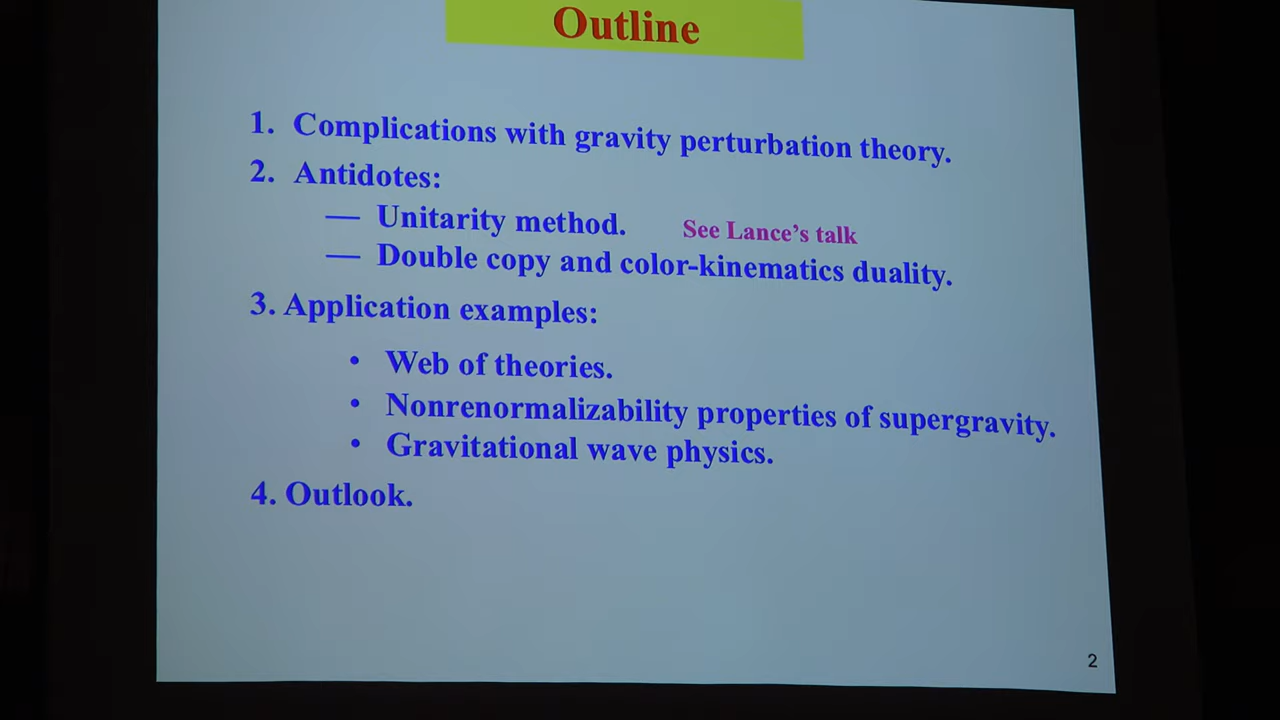 Outline
1. Complications with gravity perturbation theory.
2. Antidotes:
— Unitarity method. See Lance's talk
— Double copy and color-kinematics duality.
3. Application examples:
• Web of theories.
• Nonrenormalizability properties of supergravity.
• Gravitational wave physics.
4. Outlook.
2